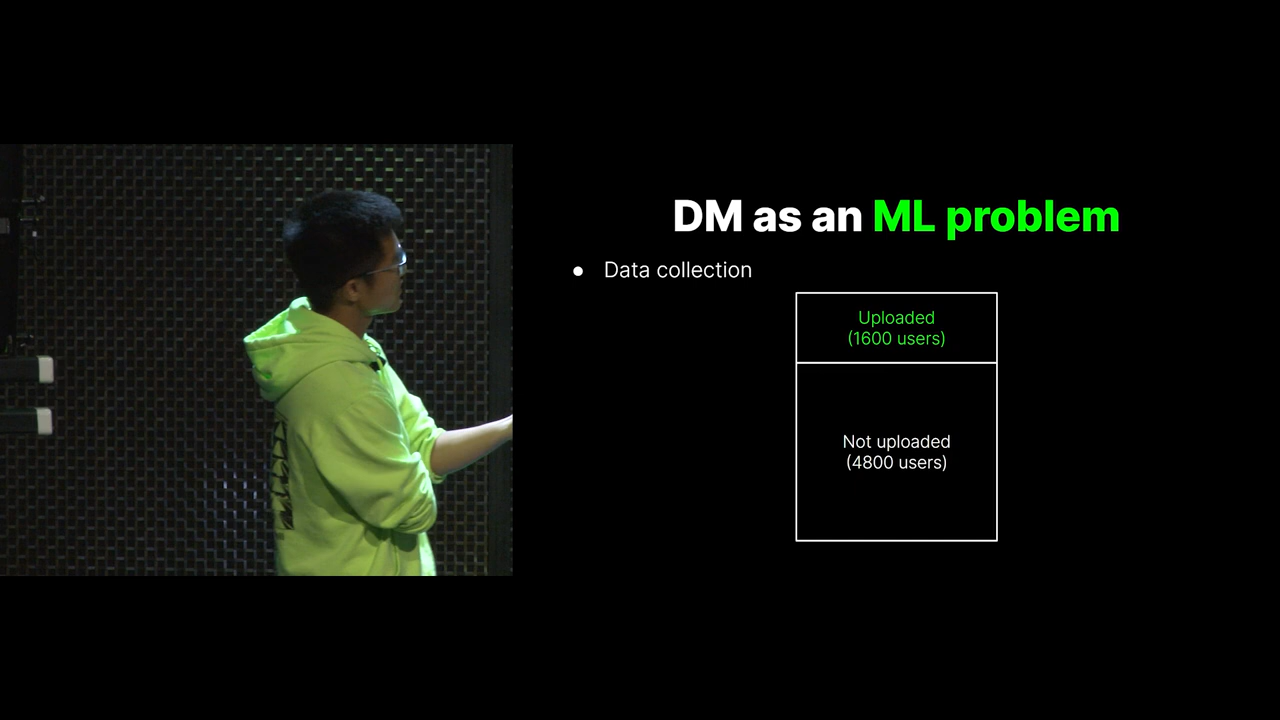 DM as an ML problem
● Data collection
Uploaded
(1600 users)
Not uploaded
(4800 users)